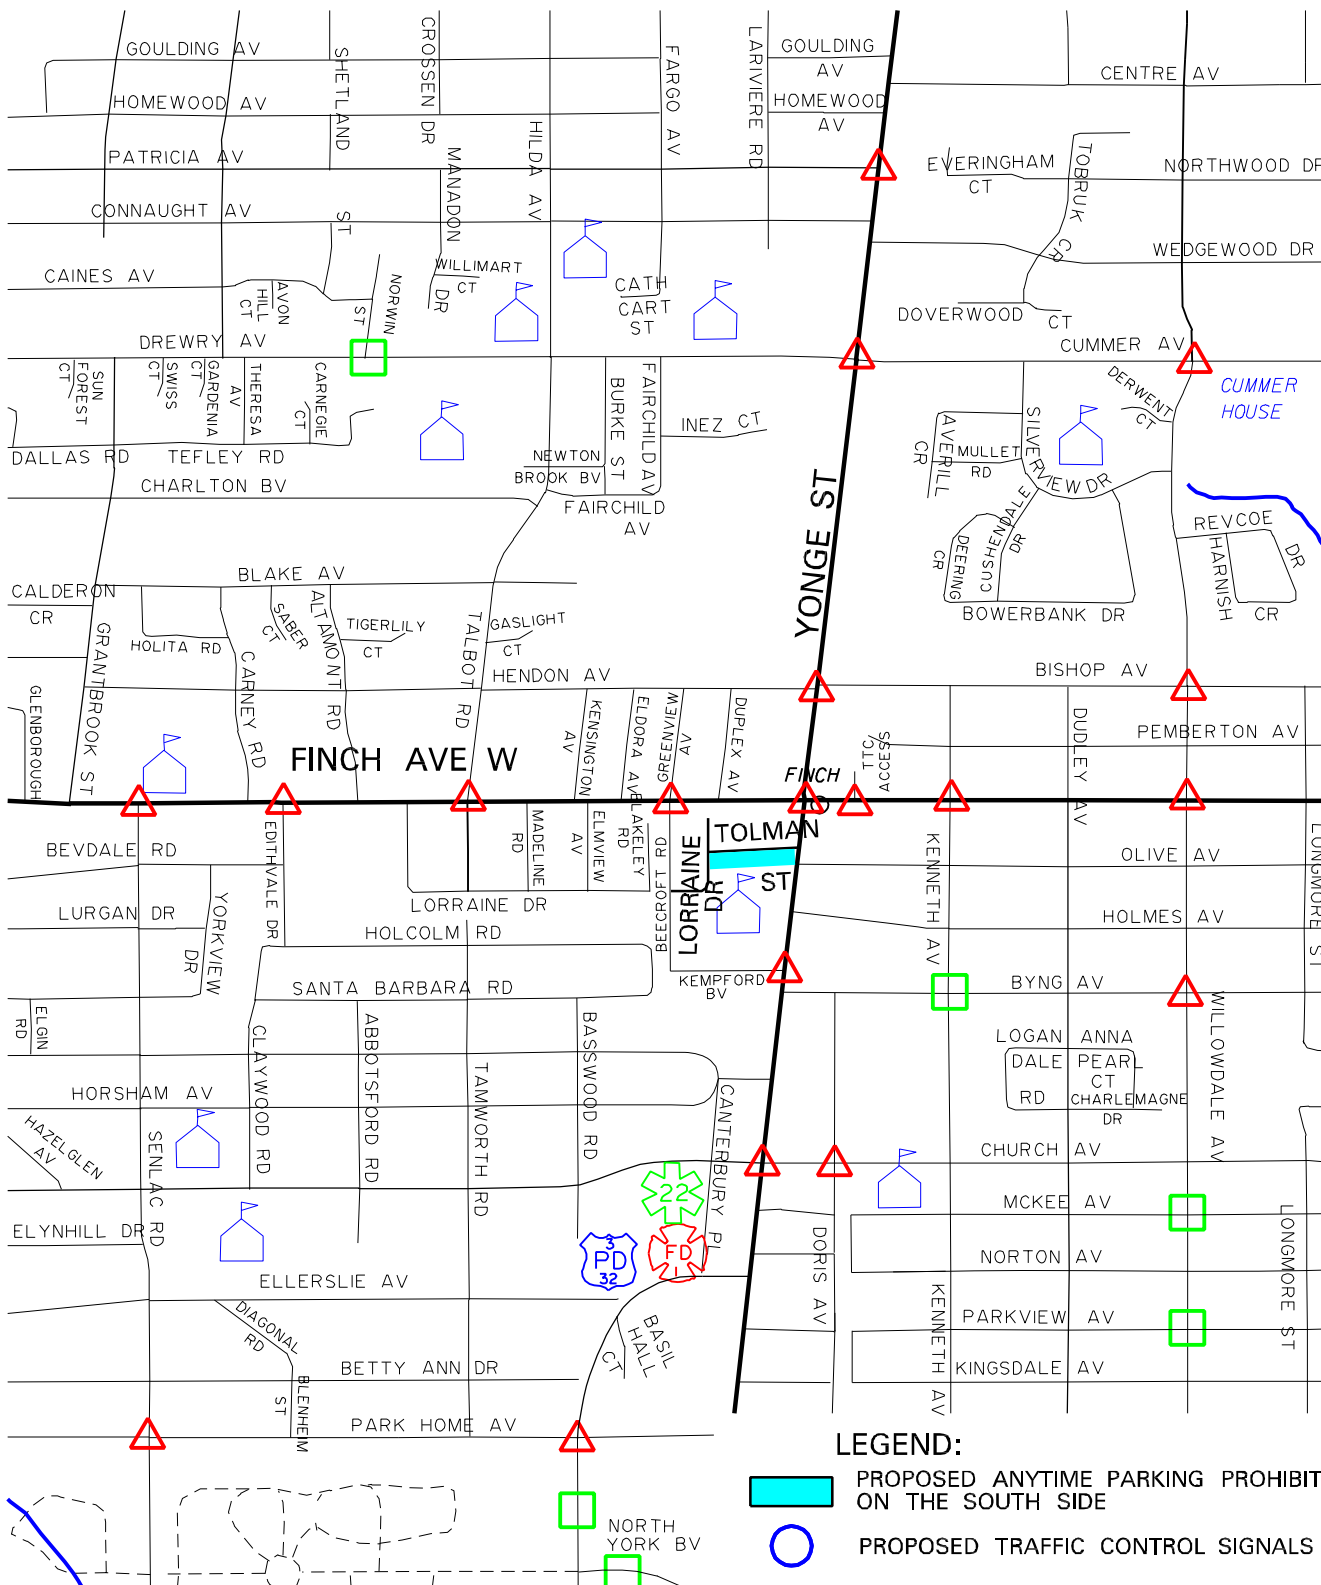 GOULDING AV
SHETLAND
ST
CROSSEN DR
FARGO AV
LARIVIERE RD
GOULDING
AV
CENTRE AV
HOMEWOOD AV
HOMEWOOD
AV
HILDA AV
PATRICIA AV
MANADON
DR
EVERINGHAM
CT
TOBRUK
CR
NORTHWOOD DR
CONNAUGHT AV
WEDGEWOOD DR
CAINES AV
AVON
HILL
CT
NORWIN
ST
WILLIMART
CT
CATH
CART
ST
DOVERWOOD CT
DREWRY AV
CUMMER AV
SUN
FOREST
CT
SWISS
CT
GARDENIA
CT
THERESA
AV
CARNEGIE
CT
BURKE ST
FAIRCHILD AV
INEZ CT
DERWENT
CT
CUMMER
HOUSE
AVERILL
CR
MULLET
RD
SILVERVIEW DR
DALLAS RD
TEFLEY RD
NEWTON
BROOK BV
CHARLTON BV
FAIRCHILD
AV
YONGE ST
CUSHENDALE
DR
DEERING
CR
REVCOE
DR
HARNISH
CR
BOWERBANK DR
BLAKE AV
CALDERON
CR
GRANTBROOK ST
HOLITA RD
CARNEY RD
SABER
CT
ALTAMONT RD
TIGERLILY
CT
TALBOT RD
GASLIGHT
CT
HENDON AV
BISHOP AV
GLENBOROUGH
KENSINGTON
AV
ELDORA AV
GREENVIEW
AV
DUPLEX AV
TTC/
ACCESS
DUDLEY AV
PEMBERTON AV
FINCH AVE W
FINCH
BEVDALE RD
EDITHVALE DR
MADELINE
RD
ELMVIEW
AV
BLAKELEY
RD
BEECROFT RD
LORRAINE
DR
TOLMAN
ST
KENNETH AV
OLIVE AV
LONGMORE ST
LURGAN DR
YORKVIEW
DR
LORRAINE DR
HOLMES AV
HOLCOLM RD
SANTA BARBARA RD
KEMPFORD
BV
BYNG AV
ELGIN
RD
CLAYWOOD RD
ABBOTSFORD RD
TAMWORTH RD
BASSWOOD RD
LOGAN
DALE
RD
ANNA
PEARL
CT
CHARLEMAGNE
DR
WILLOWDALE AV
HORSHAM AV
HAZELGLEN
AV
SENLAC RD
CANTERBURY PL
CHURCH AV
22
MCKEE AV
ELYNHILL DR
3
PD
32
FD
1
DORIS AV
NORTON AV
LONGMORE ST
ELLERSLIE AV
DIAGONAL
RD
BASIL
HALL
CT
KENNETH AV
PARKVIEW AV
BETTY ANN DR
KINGSDALE AV
BLENHEIM
ST
PARK HOME AV
NORTH
YORK BV
LEGEND:
PROPOSED ANYTIME PARKING PROHIBIT
ON THE SOUTH SIDE
PROPOSED TRAFFIC CONTROL SIGNALS